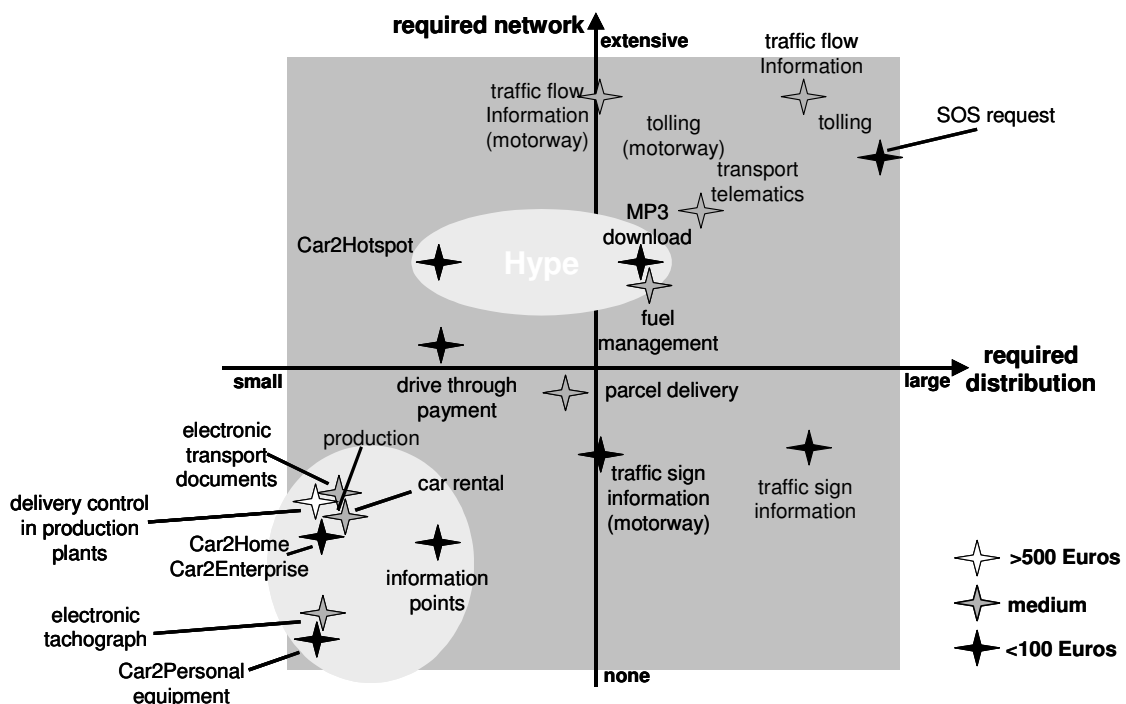 required network
extensive
traffic flow
Information
traffic flow
Information
(motorway)
tolling
(motorway)
tolling
SOS request
transport
telematics
MP3
download
Car2Hotspot
Hype
fuel
management
small
large
required
distribution
drive through
payment
parcel delivery
electronic
transport
documents
production
car rental
delivery control
in production
plants
traffic sign
information
(motorway)
traffic sign
information
Car2Home
Car2Enterprise
information
points
electronic
tachograph
Car2Personal
equipment
none
>500 Euros
medium
<100 Euros